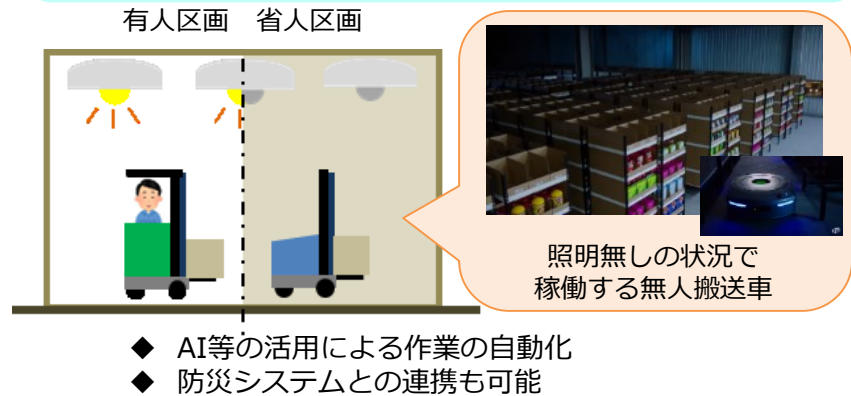 有人区画　省人区画
照明無しの状況で
稼働する無人搬送車
◆ AI等の活用による作業の自動化
◆ 防災システムとの連携も可能